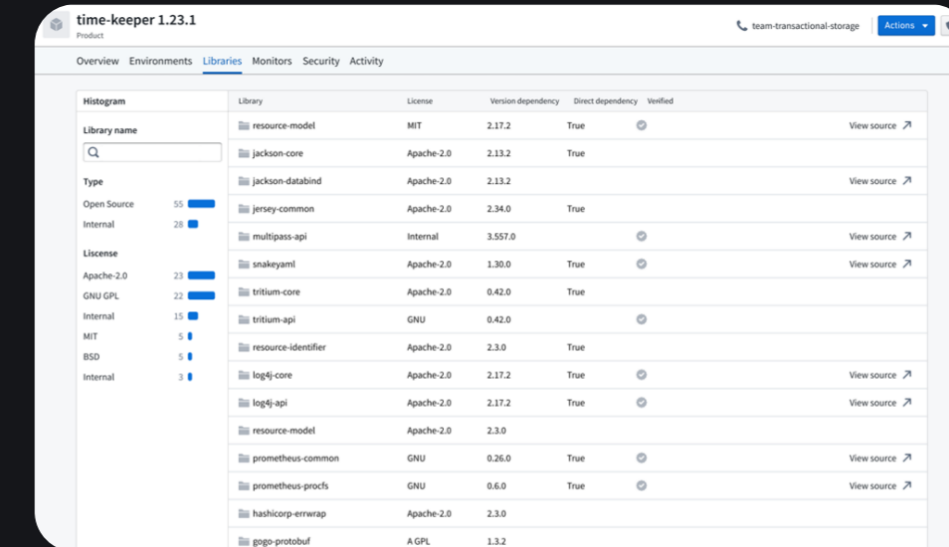 time-keeper 1.23.1
Product
team-transactional-storage
Actions
Overview Environments Libraries Monitors Security Activity
Histogram
Library name
Type
Open Source 55
Internal 28
Liscense
Apache-2.0 23
GNU GPL 22
Internal 15
MIT 5
BSD 5
Internal 3
Library License Version dependency Direct dependency Verified
resource-model MIT 2.17.2 True View source
jackson-core Apache-2.0 2.13.2 True
jackson-databind Apache-2.0 2.13.2 View source
jersey-common Apache-2.0 2.34.0 True
multipass-api Internal 3.557.0 View source
snakeyaml Apache-2.0 1.30.0 True View source
tritium-core Apache-2.0 0.42.0 True
tritium-api GNU 0.42.0
resource-identifier Apache-2.0 2.3.0 True
log4j-core Apache-2.0 2.17.2 True View source
log4j-api Apache-2.0 2.17.2 True View source
resource-model Apache-2.0 2.3.0
prometheus-common GNU 0.26.0 True View source
prometheus-procfs GNU 0.6.0 True View source
hashicorp-errwrap Apache-2.0 2.3.0
gogo-protobuf A GPL 1.3.2